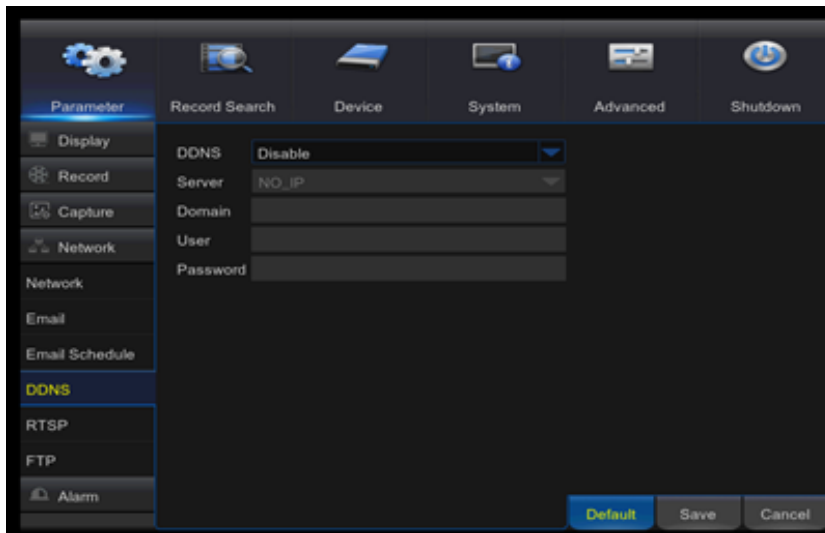 Parameter Record Search Device System Advanced Shutdown
Display
Record
Capture
Network
Network
Email
Email Schedule
DDNS
RTSP
FTP
Alarm
DDNS Disable
Server NO_IP
Domain
User
Password
Default Save Cancel